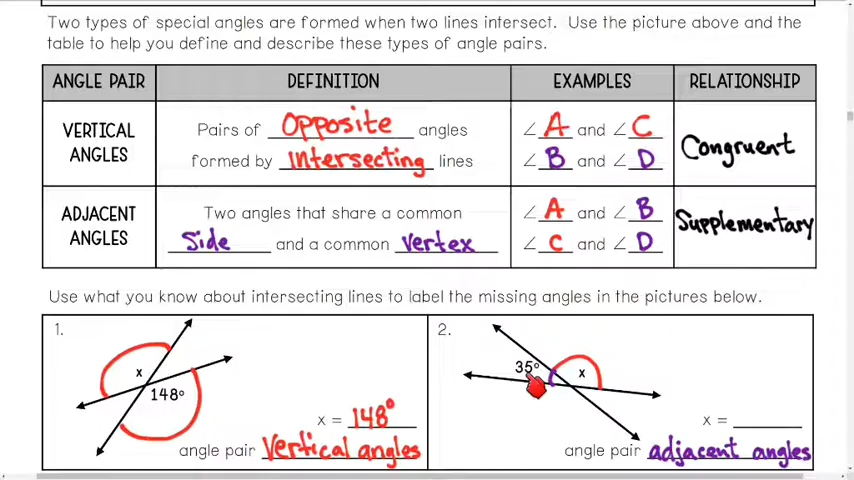 Two types of special angles are formed when two lines intersect. Use the picture above and the
table to help you define and describe these types of angle pairs.
ANGLE PAIR DEFINITION EXAMPLES RELATIONSHIP
VERTICAL ANGLES
Pairs of Opposite angles
formed by Intersecting lines
∠ A and ∠ C
∠ B and ∠ D
Congruent
ADJACENT ANGLES
Two angles that share a common
Side and a common Vertex
∠ A and ∠ B
∠ C and ∠ D
Supplementary
Use what you know about intersecting lines to label the missing angles in the pictures below.
1.
x
148°
x = 148°
angle pair Vertical angles
2.
35°
x
x = ______
angle pair adjacent angles